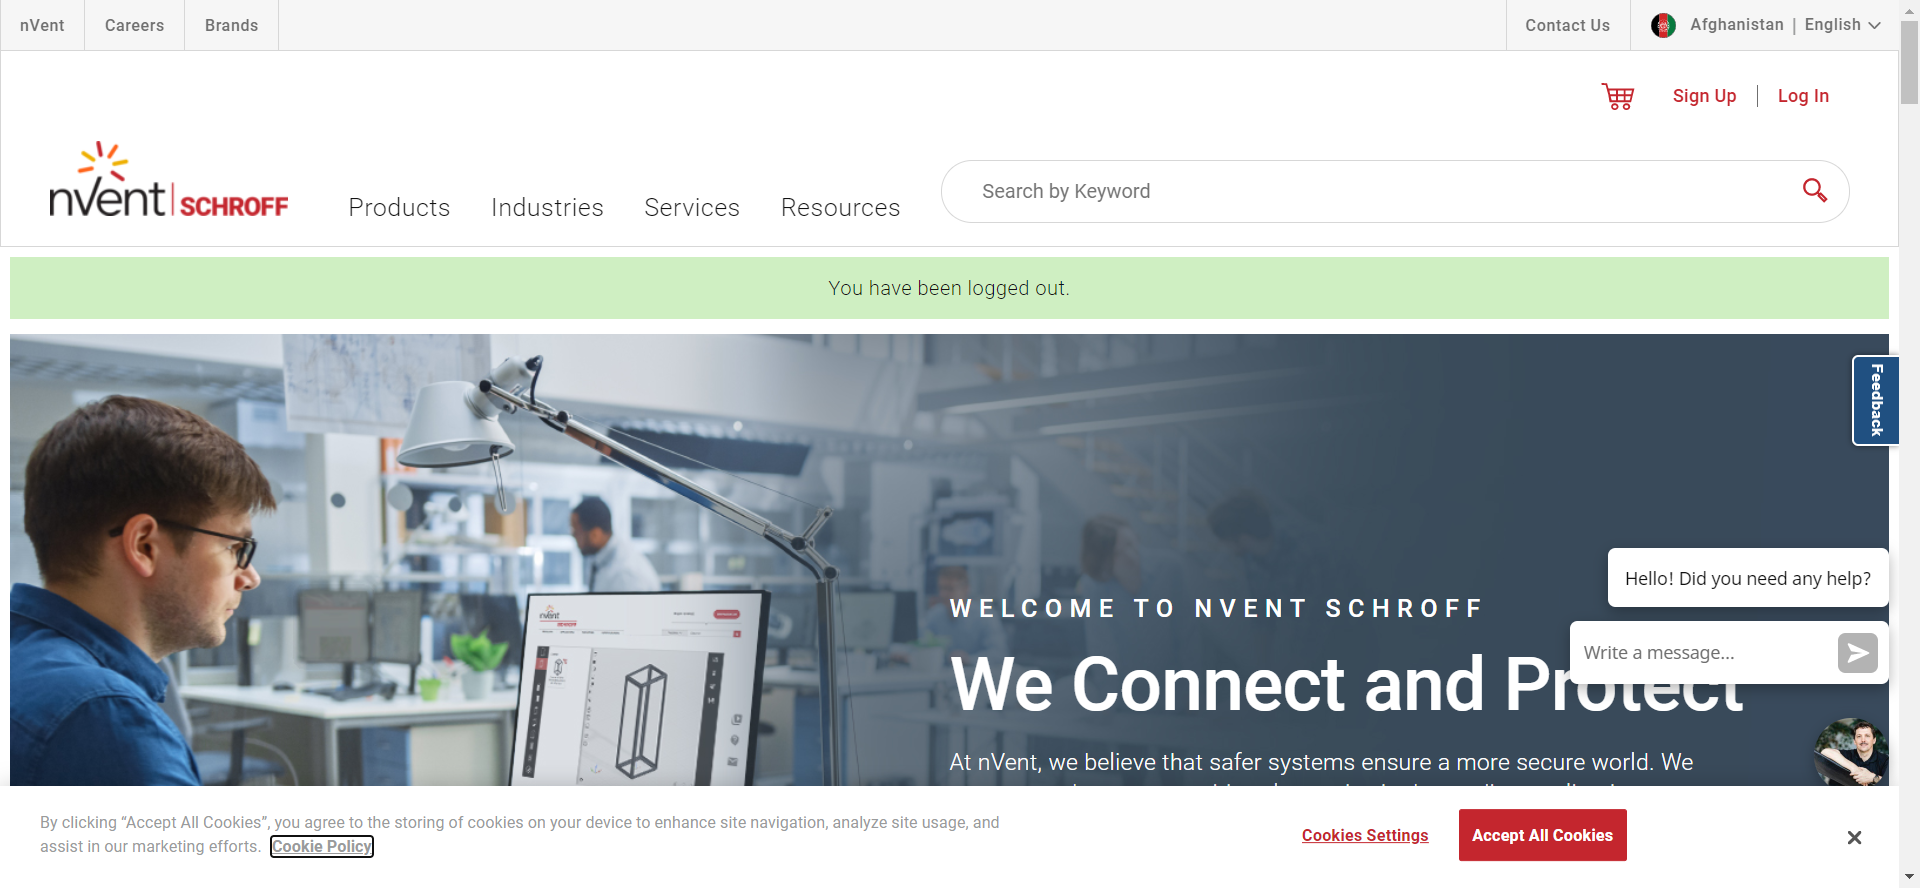 nVent
Careers
Brands
Contact Us
Afghanistan | English
Sign Up
Log In
nVent SCHROFF
Products
Industries
Services
Resources
Search by Keyword
You have been logged out.
Feedback
Hello! Did you need any help?
WELCOME TO NVENT SCHROFF
Write a message...
We Connect and Protect
At nVent, we believe that safer systems ensure a more secure world. We
By clicking “Accept All Cookies”, you agree to the storing of cookies on your device to enhance site navigation, analyze site usage, and
assist in our marketing efforts. Cookie Policy
Cookies Settings
Accept All Cookies